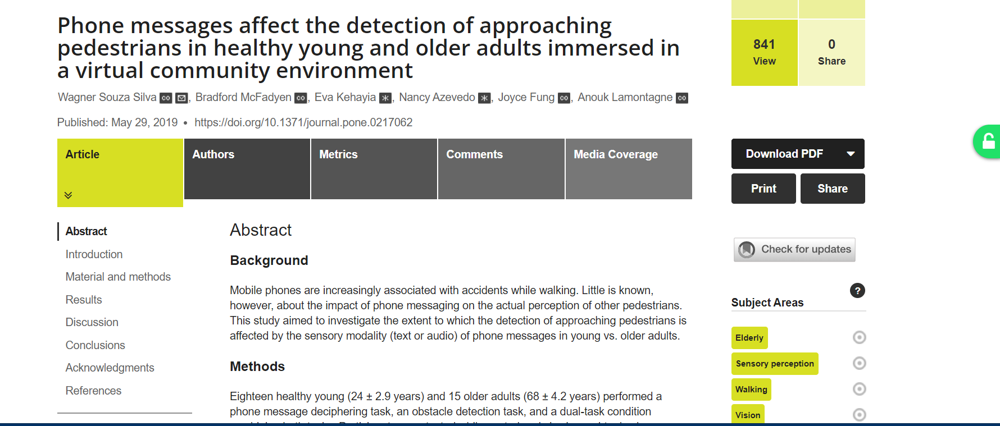 Phone messages affect the detection of approaching
pedestrians in healthy young and older adults immersed in
a virtual community environment
Wagner Souza Silva, Bradford McFadyen, Eva Kehayia, Nancy Azevedo, Joyce Fung, Anouk Lamontagne
Published: May 29, 2019 • https://doi.org/10.1371/journal.pone.0217062
841
View
0
Share
Article
Authors
Metrics
Comments
Media Coverage
Download PDF
Print
Share
Abstract
Introduction
Material and methods
Results
Discussion
Conclusions
Acknowledgments
References
Abstract
Background
Mobile phones are increasingly associated with accidents while walking. Little is known,
however, about the impact of phone messaging on the actual perception of other pedestrians.
This study aimed to investigate the extent to which the detection of approaching pedestrians is
affected by the sensory modality (text or audio) of phone messages in young vs. older adults.
Methods
Eighteen healthy young (24 ± 2.9 years) and 15 older adults (68 ± 4.2 years) performed a
phone message deciphering task, an obstacle detection task, and a dual-task condition
Check for updates
?
Subject Areas
Elderly
Sensory perception
Walking
Vision